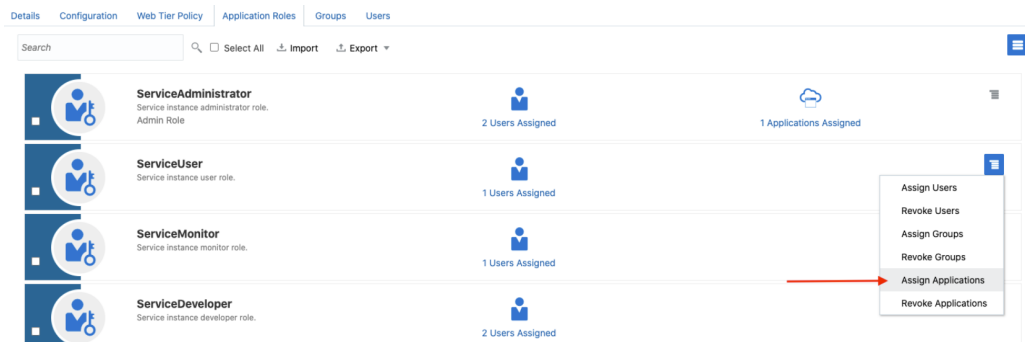 Details Configuration Web Tier Policy Application Roles Groups Users
Search Select All Import Export
ServiceAdministrator
Service instance administrator role.
Admin Role
2 Users Assigned
1 Applications Assigned
ServiceUser
Service instance user role.
1 Users Assigned
Assign Users
Revoke Users
Assign Groups
Revoke Groups
Assign Applications
Revoke Applications
ServiceMonitor
Service instance monitor role.
1 Users Assigned
ServiceDeveloper
Service instance developer role.
2 Users Assigned